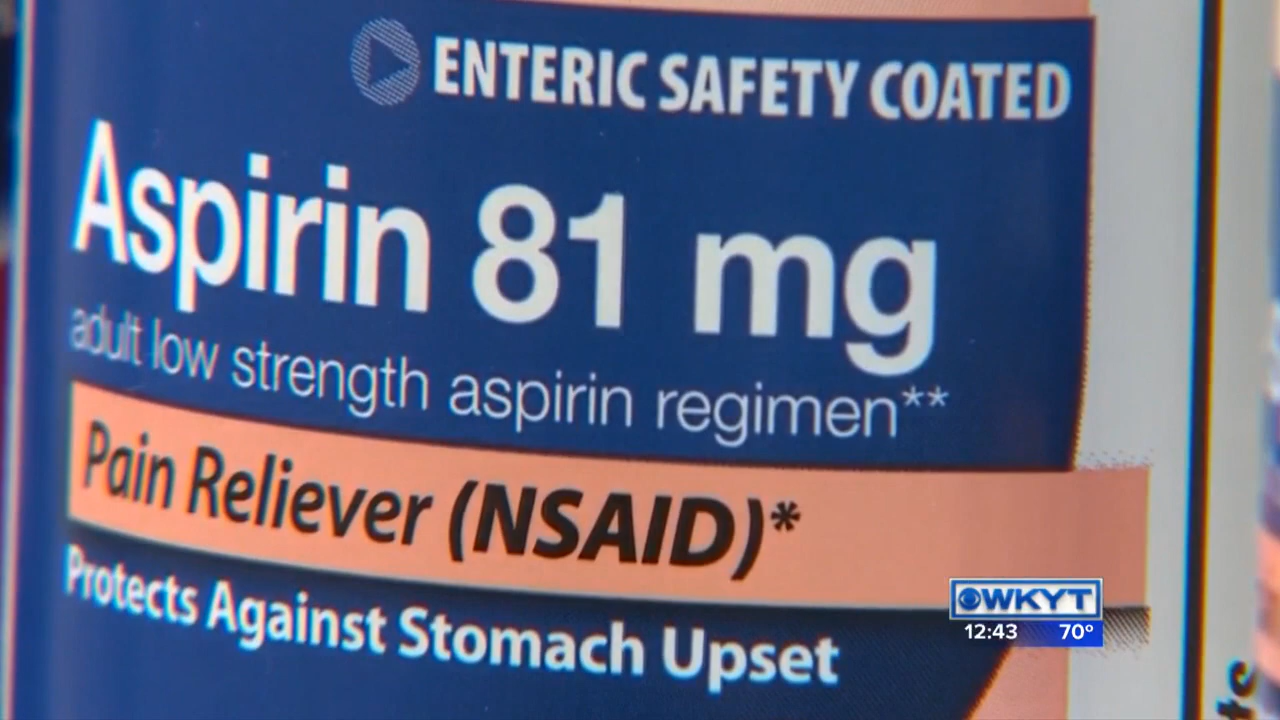 ENTERIC SAFETY COATED
Aspirin 81 mg
adult low strength aspirin regimen**
Pain Reliever (NSAID)*
Protects Against Stomach Upset
WKYT
12:43 70°